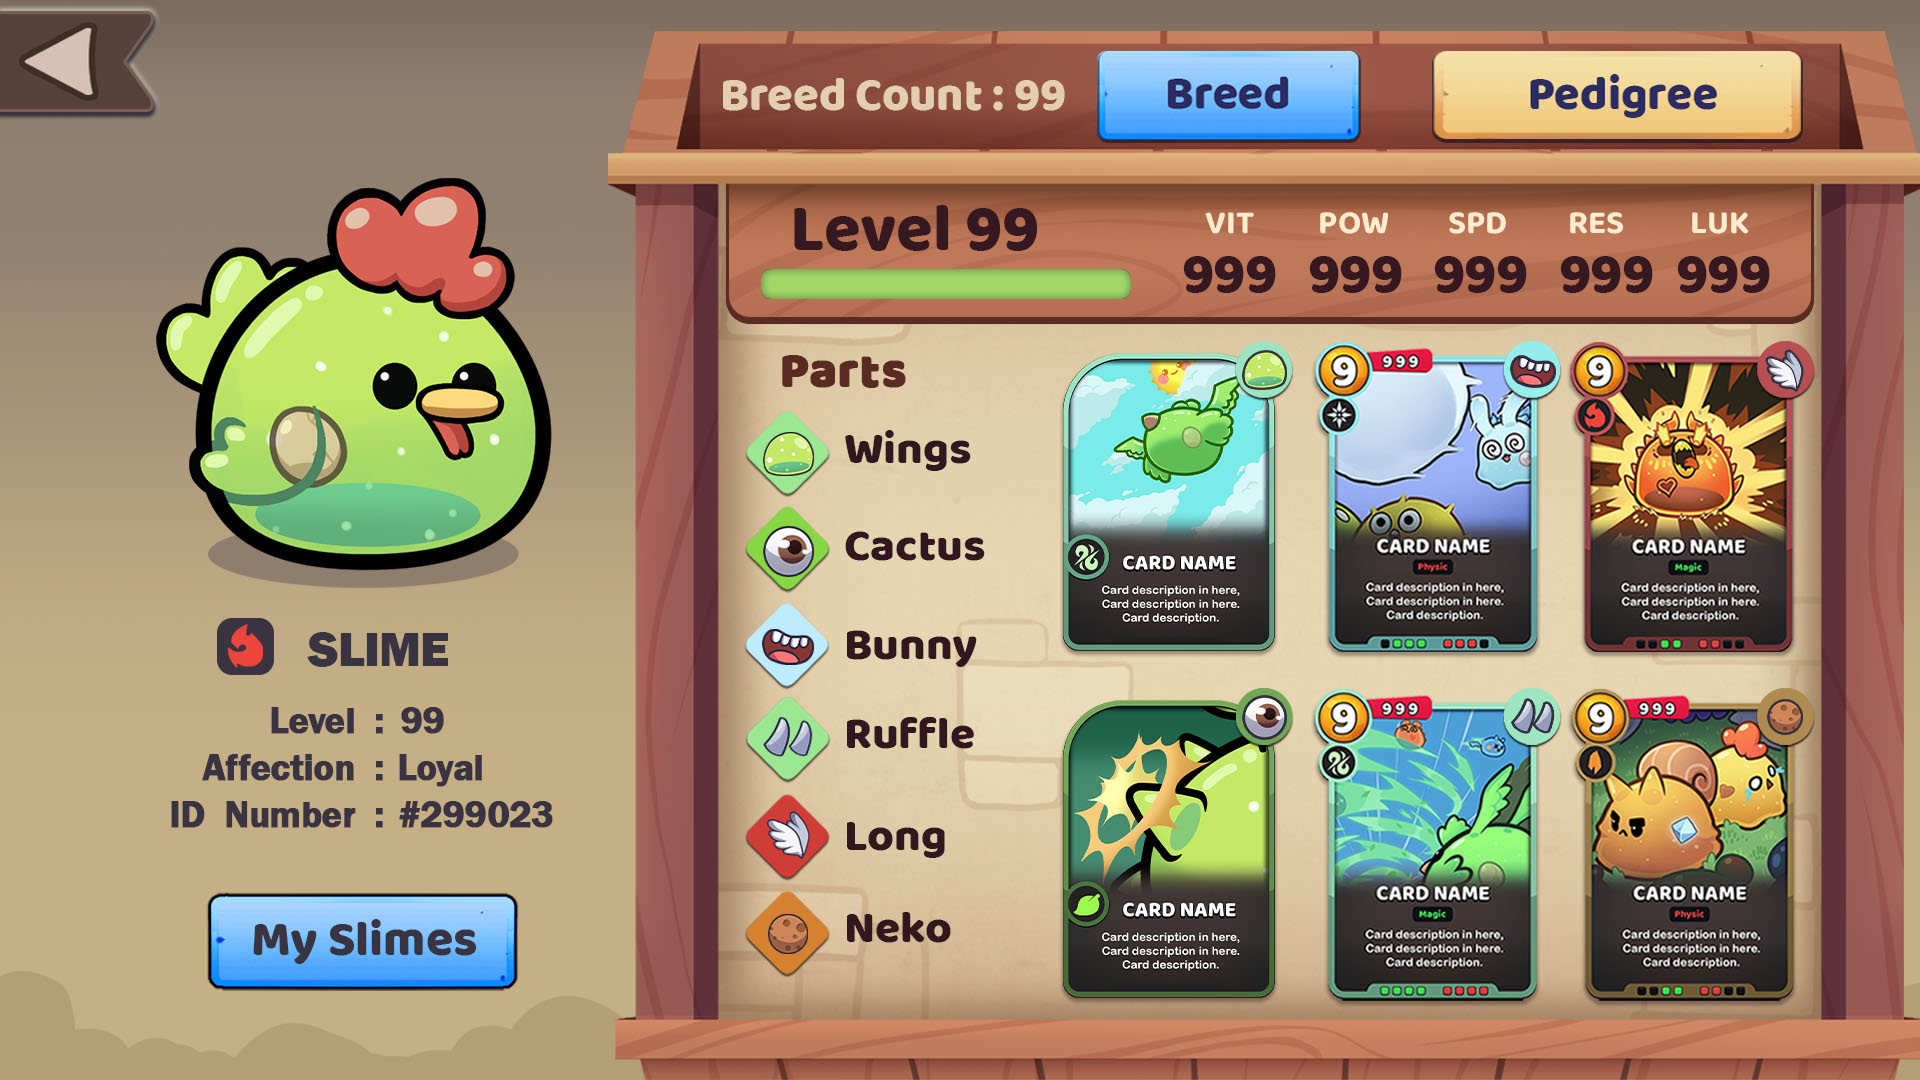 Breed Count : 99
Breed
Pedigree
Level 99
VIT POW SPD RES LUK
999 999 999 999 999
SLIME
Level : 99
Affection : Loyal
ID Number : #299023
My Slimes
Parts
Wings
Cactus
Bunny
Ruffle
Long
Neko
CARD NAME
Card description in here,
Card description in here.
Card description.
9
999
CARD NAME
Physic
Card description in here,
Card description in here.
Card description.
9
CARD NAME
Magic
Card description in here,
Card description in here.
Card description.
CARD NAME
Card description in here,
Card description in here.
Card description.
9
999
CARD NAME
Magic
Card description in here,
Card description in here.
Card description.
9
999
CARD NAME
Physic
Card description in here,
Card description in here.
Card description.